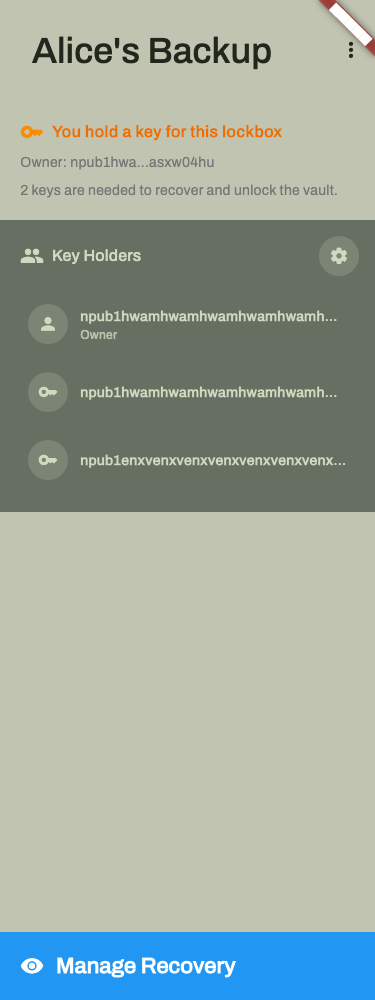 Alice's Backup
You hold a key for this lockbox
Owner: npub1hwa...asxw04hu
2 keys are needed to recover and unlock the vault.
Key Holders
npub1hwamhwamhwamhwamhwamh...
Owner
npub1hwamhwamhwamhwamhwamh...
npub1enxvenxvenxvenxvenxvenxvenx...
Manage Recovery